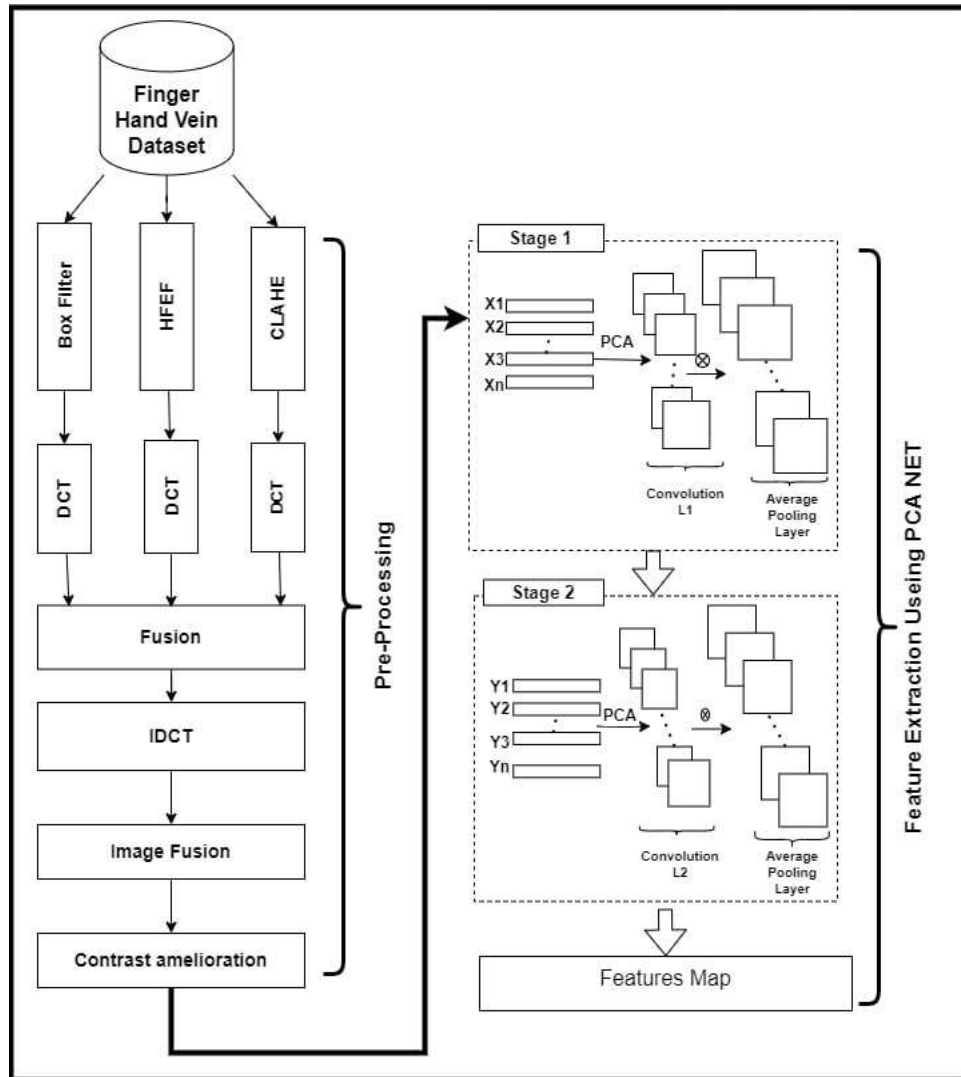 Finger
Hand Vein
Dataset
Box Filter
HFEF
CLAHE
DCT
DCT
DCT
Fusion
IDCT
Image Fusion
Contrast amelioration
Pre-Processing
Stage 1
X1
X2
X3
Xn
PCA
Convolution
L1
Average
Pooling
Layer
Stage 2
Y1
Y2
Y3
Yn
PCA
Convolution
L2
Average
Pooling
Layer
Features Map
Feature Extraction Useing PCA NET